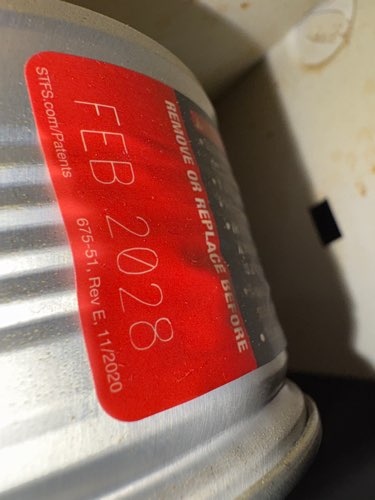 REMOVE OR REPLACE BEFORE
FEB 2028
STFS.com/Patents
675-51, Rev E, 11/2020